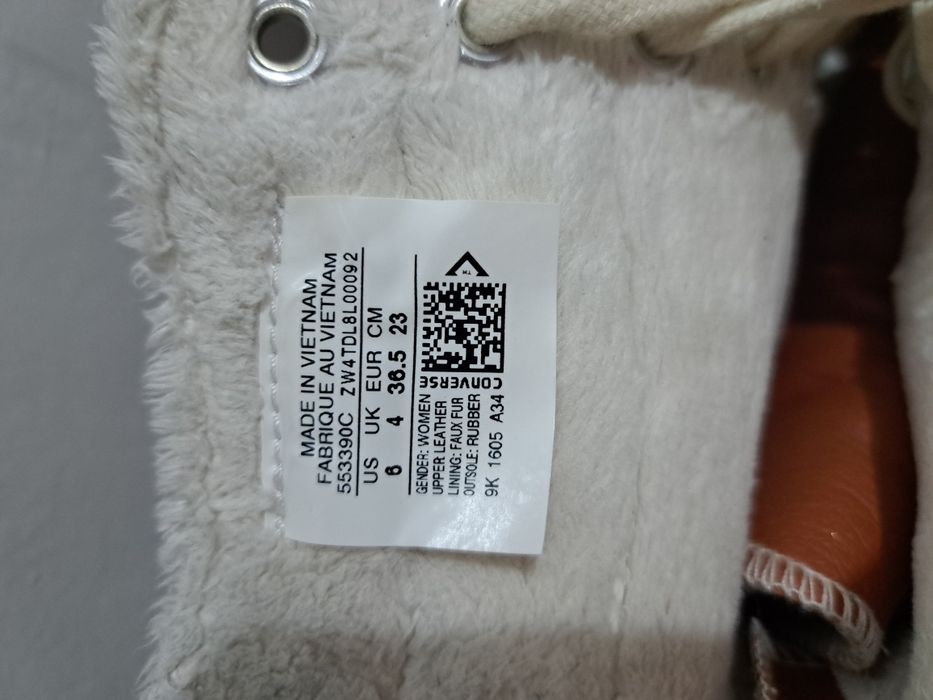 MADE IN VIETNAM
FABRIQUE AU VIETNAM
553390C ZW4TDL8L00092
US UK EUR CM
6 4 36.5 23
GENDER: WOMEN
UPPER LEATHER
LINING: FAUX FUR
OUTSOLE: RUBBER
9K 1605 A34
CONVERSE
TM